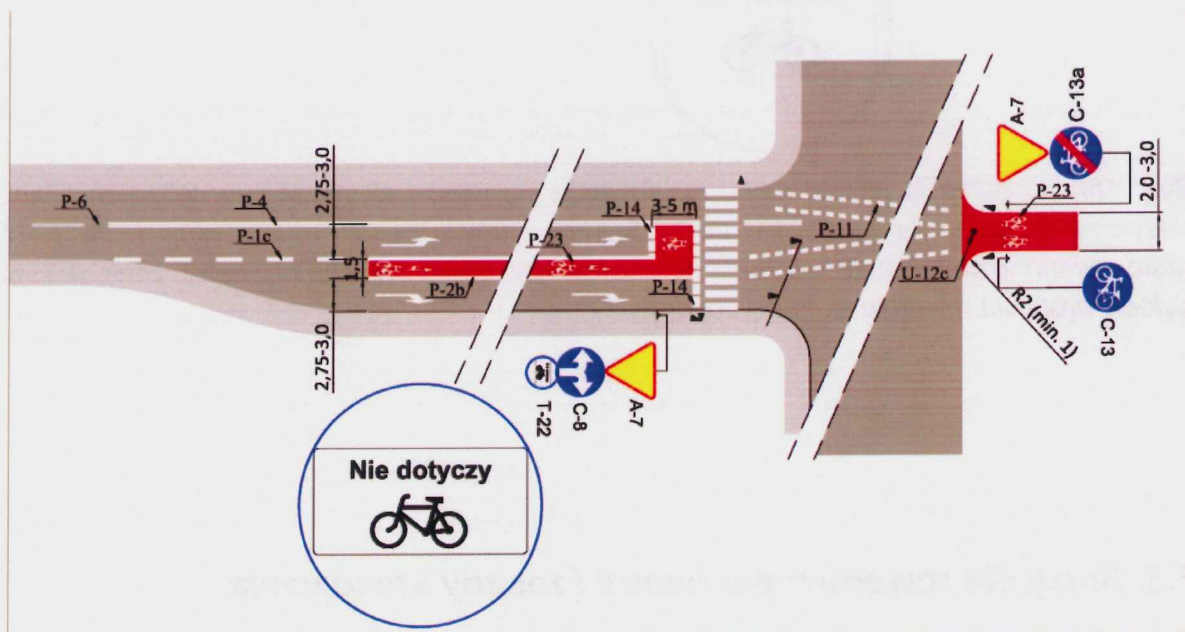 C-13a
A-7
2,75-3,0
P-6
P-4
P-14
3-5 m
P-23
2,0 -3,0
P-1c
P-23
P-11
1,5
P-2b
P-14
U-12c
R2 (min. 1)
C-13
2,75-3,0
A-7
C-8
T-22
Nie dotyczy